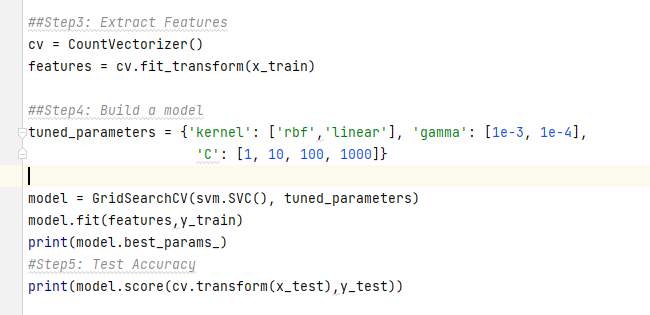 ##Step3: Extract Features
cv = CountVectorizer()
features = cv.fit_transform(x_train)
##Step4: Build a model
tuned_parameters = {'kernel': ['rbf','linear'], 'gamma': [1e-3, 1e-4],
'C': [1, 10, 100, 1000]}
model = GridSearchCV(svm.SVC(), tuned_parameters)
model.fit(features,y_train)
print(model.best_params_)
#Step5: Test Accuracy
print(model.score(cv.transform(x_test),y_test))